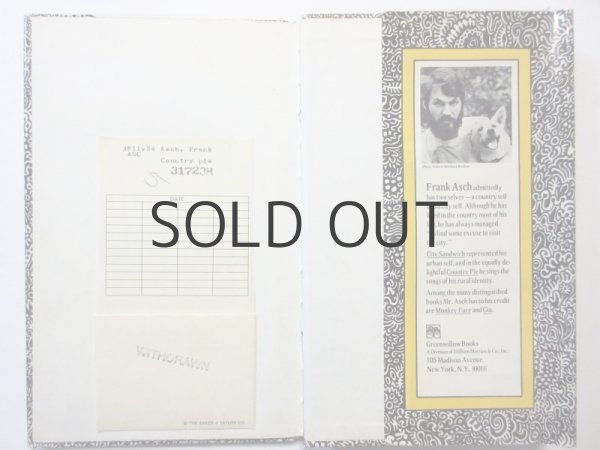 J811.54 Asch, Frank
ASC
Country pie
317239
DATE
WITHDRAWN
© THE BAKER & TAYLOR CO.
SOLD OUT
Frank Asch admittedly
has two selves — a country self
self. Although he has
in the country most of his
he has always managed
find some excuse to visit
city."
City Sandwich represented his
urban self, and in the equally de-
lightful Country Pie he sings the
songs of his rural identity.
Among the many distinguished
books Mr. Asch has to his credit
are Monkey Face and Gia.
Greenwillow Books
A Division of William Morrow & Co., Inc.
105 Madison Avenue
New York, N.Y. 10016